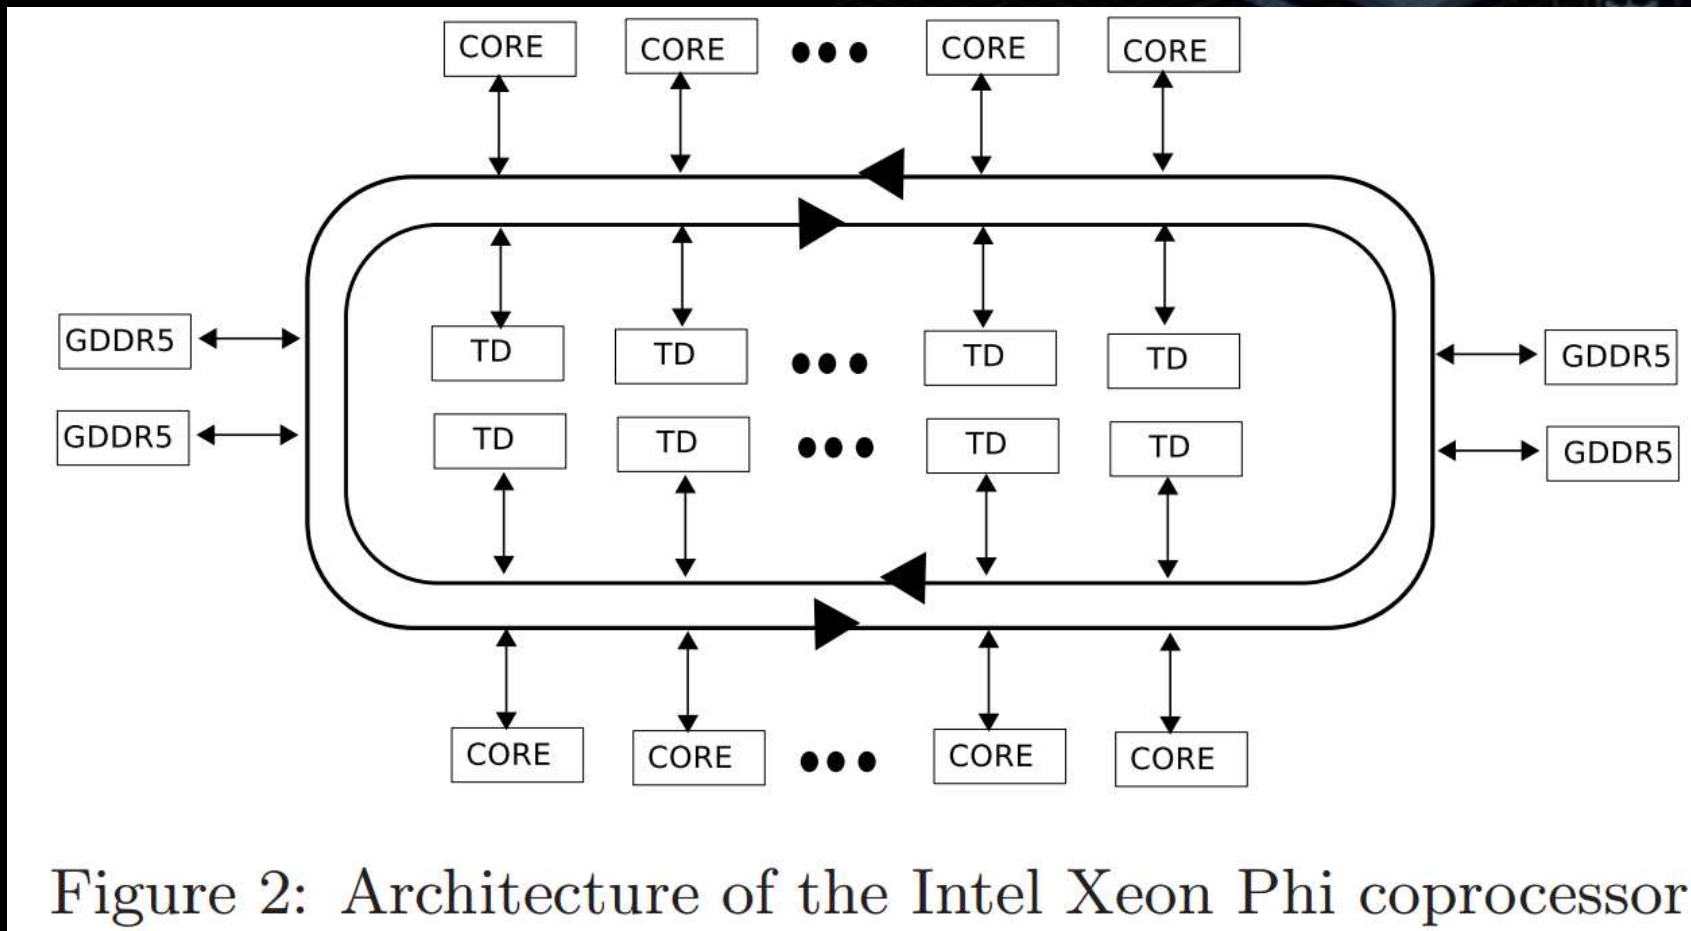 CORE CORE CORE CORE
TD TD TD TD
GDDR5 GDDR5
TD TD TD TD
GDDR5 GDDR5
CORE CORE CORE CORE
Figure 2: Architecture of the Intel Xeon Phi coprocessor